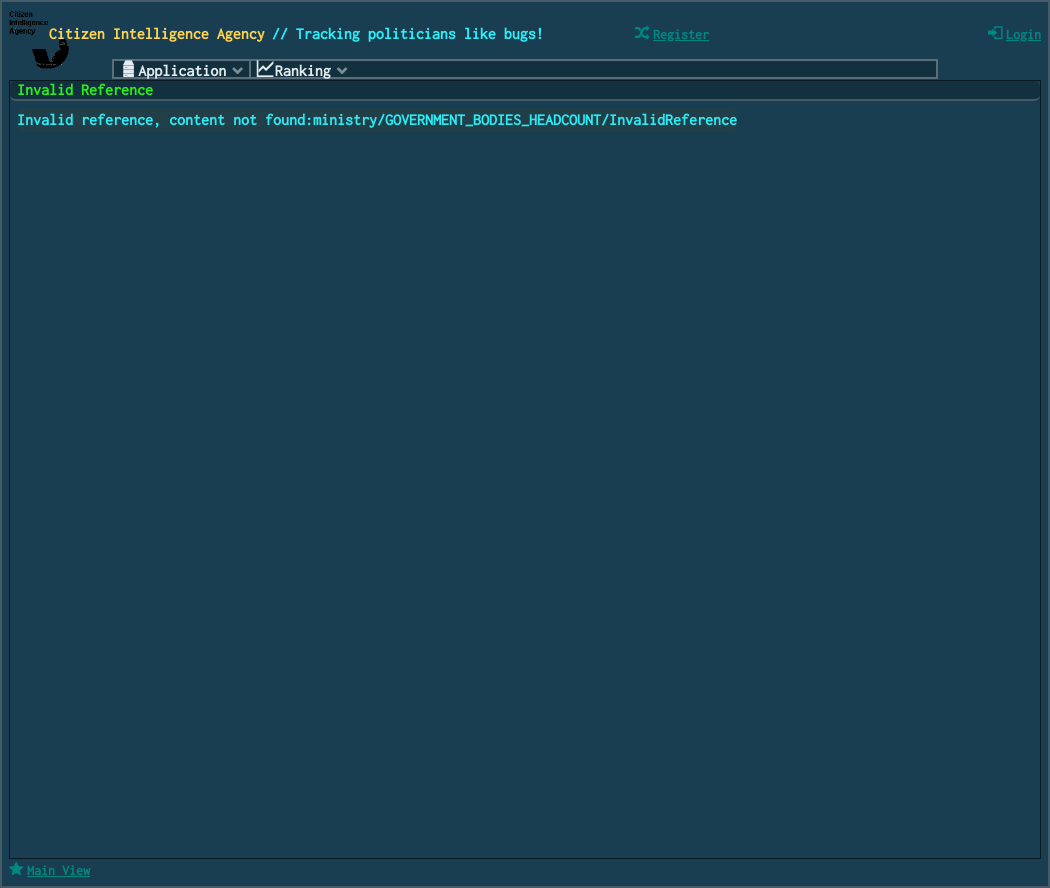 Citizen
Intelligence
Agency
Citizen Intelligence Agency // Tracking politicians like bugs!
Register
Login
Application
Ranking
Invalid Reference
Invalid reference, content not found:ministry/GOVERNMENT_BODIES_HEADCOUNT/InvalidReference
Main View